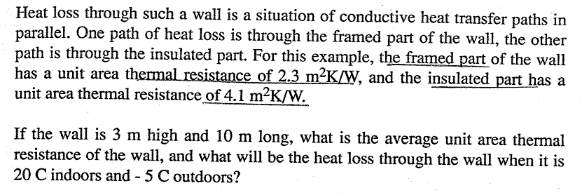 Heat loss through such a wall is a situation of conductive heat transfer paths in
parallel. One path of heat loss is through the framed part of the wall, the other
path is through the insulated part. For this example, the framed part of the wall
has a unit area thermal resistance of 2.3 m²K/W, and the insulated part has a
unit area thermal resistance of 4.1 m²K/W.
If the wall is 3 m high and 10 m long, what is the average unit area thermal
resistance of the wall, and what will be the heat loss through the wall when it is
20 C indoors and - 5 C outdoors?